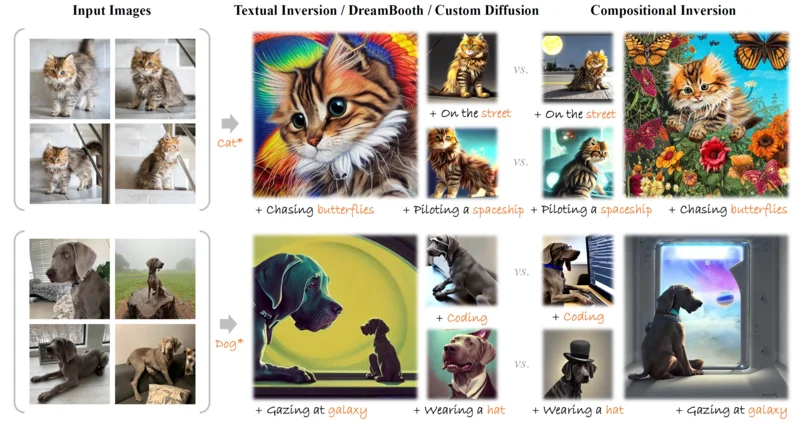 Input Images
Textual Inversion / DreamBooth / Custom Diffusion
Compositional Inversion
Cat*
+ On the street
vs.
+ On the street
+ Chasing butterflies
+ Piloting a spaceship
vs.
+ Piloting a spaceship
+ Chasing butterflies
Dog*
+ Coding
vs.
+ Coding
+ Gazing at galaxy
+ Wearing a hat
vs.
+ Wearing a hat
+ Gazing at galaxy